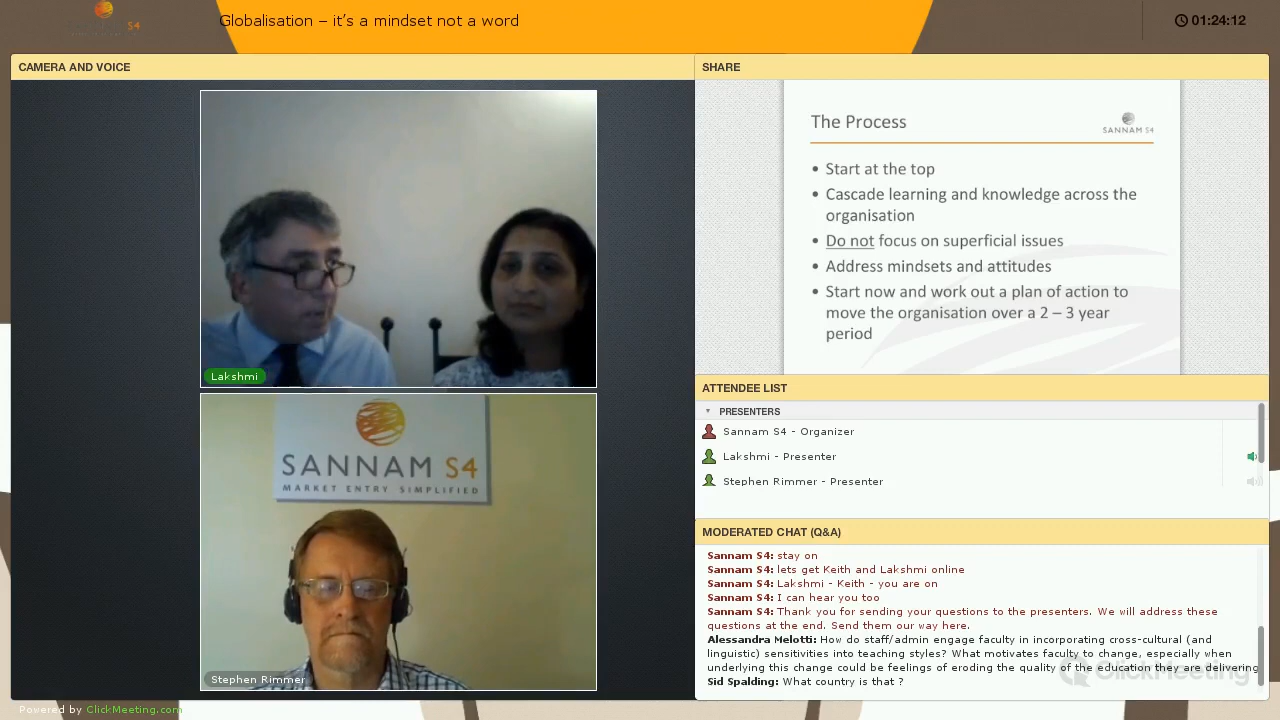 S4
Globalisation – it's a mindset not a word
01:24:12
CAMERA AND VOICE
SHARE
The Process
SANNAM S4
• Start at the top
• Cascade learning and knowledge across the
organisation
• Do not focus on superficial issues
• Address mindsets and attitudes
• Start now and work out a plan of action to
move the organisation over a 2 – 3 year
period
Lakshmi
SANNAM S4
MARKET ENTRY SIMPLIFIED
Stephen Rimmer
ATTENDEE LIST
PRESENTERS
Sannam S4 - Organizer
Lakshmi - Presenter
Stephen Rimmer - Presenter
MODERATED CHAT (Q&A)
Sannam S4: stay on
Sannam S4: lets get Keith and Lakshmi online
Sannam S4: Lakshmi - Keith - you are on
Sannam S4: I can hear you too
Sannam S4: Thank you for sending your questions to the presenters. We will address these
questions at the end. Send them our way here.
Alessandra Melotti: How do staff/admin engage faculty in incorporating cross-cultural (and
linguistic) sensitivities into teaching styles? What motivates faculty to change, especially when
underlying this change could be feelings of eroding the quality of the education they are delivering
Sid Spalding: What country is that ?
ClickMeeting
Powered by ClickMeeting.com